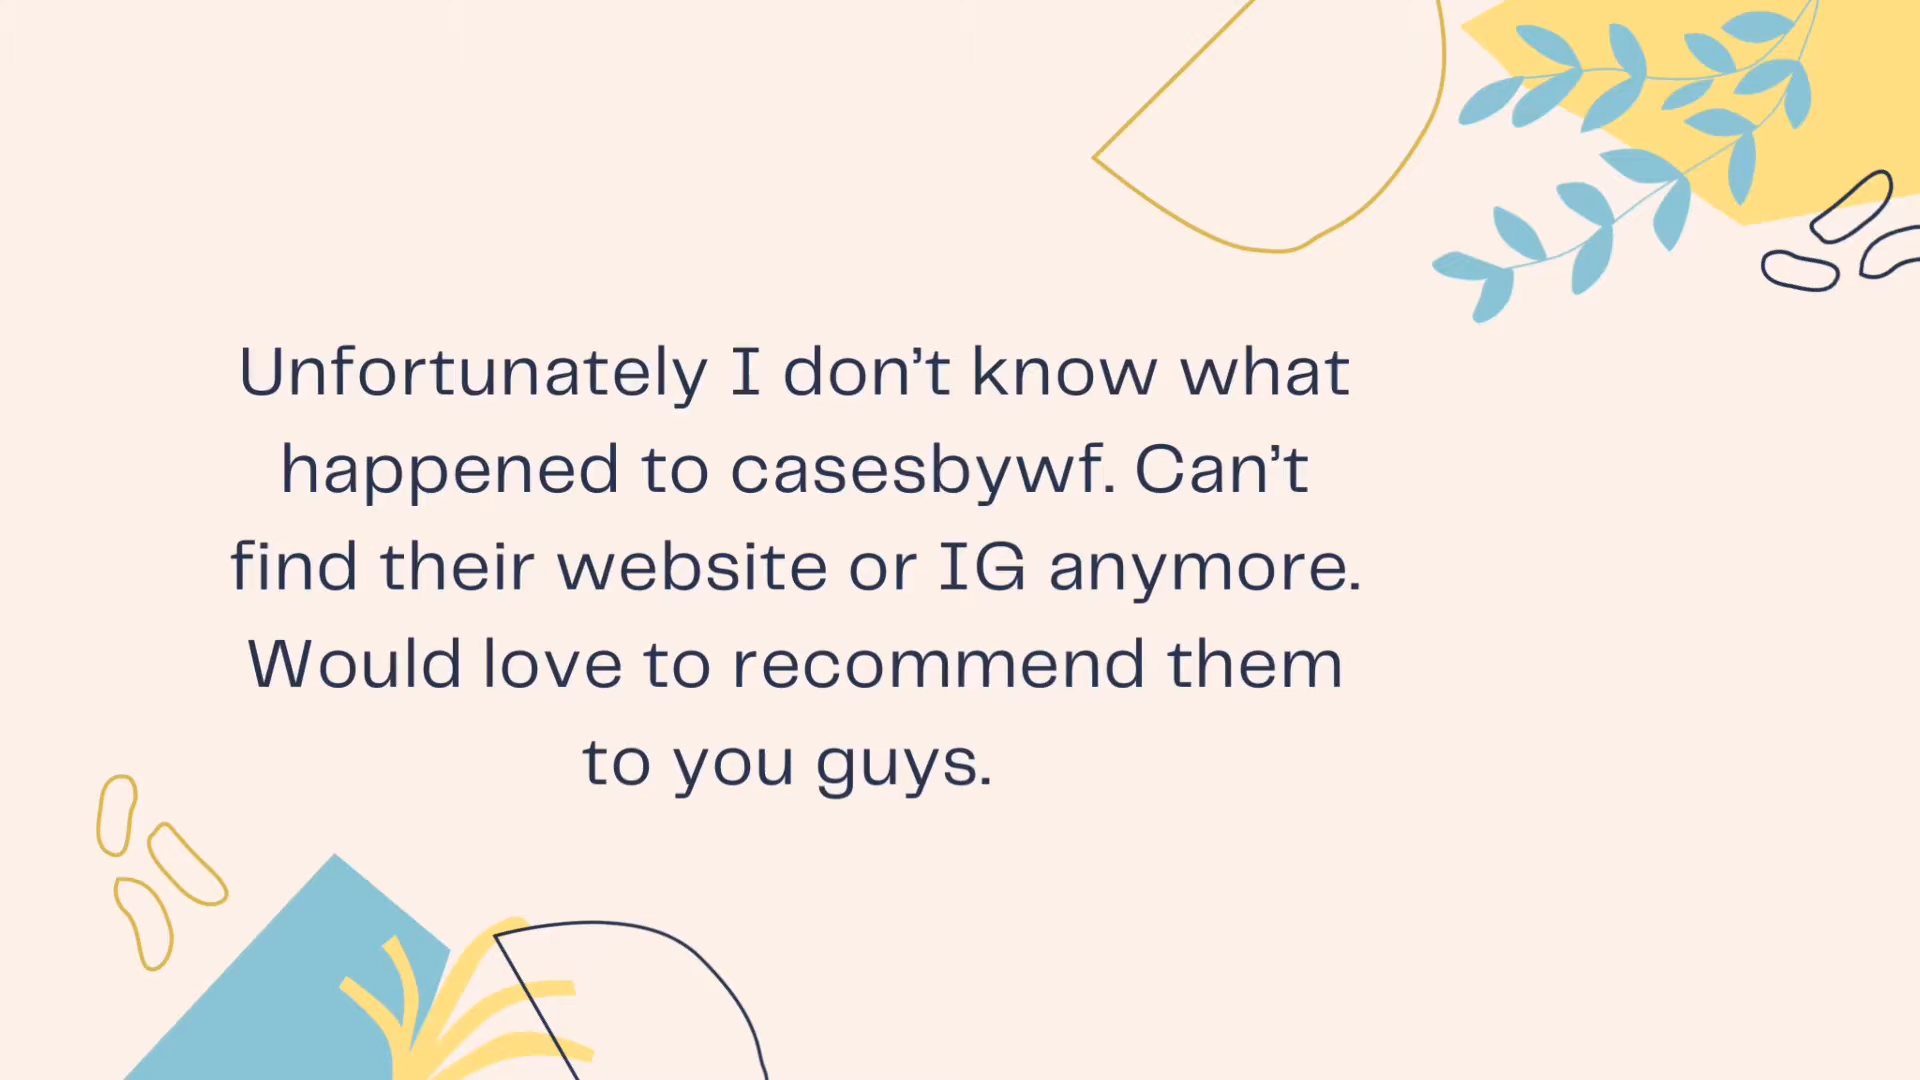 Unfortunately I don’t know what
happened to casesbywf. Can’t
find their website or IG anymore.
Would love to recommend them
to you guys.